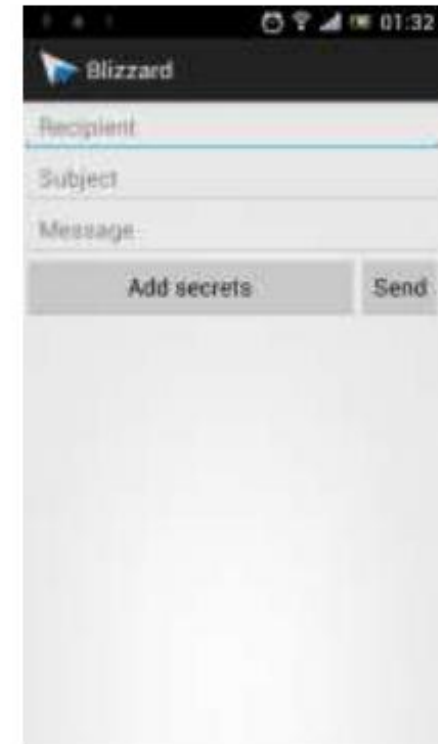 01:32
Blizzard
Recipient
Subject
Message
Add secrets Send